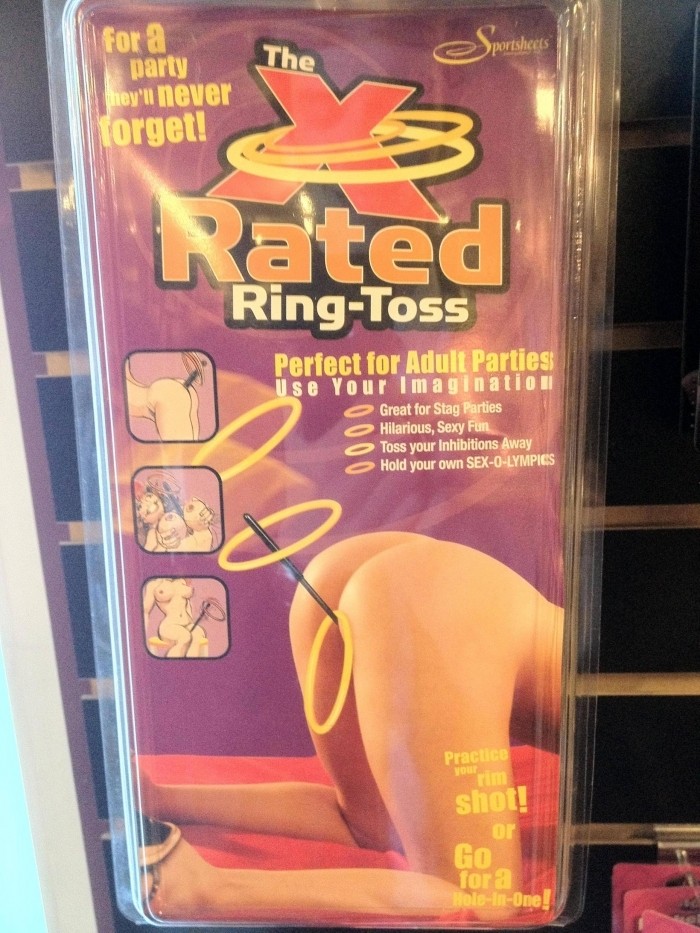 for a
party
they'll never
forget!
Sportsheets
The
X
Rated
Ring-Toss
Perfect for Adult Parties
Use Your Imagination
Great for Stag Parties
Hilarious, Sexy Fun
Toss your Inhibitions Away
Hold your own SEX-O-LYMPICS
Practice
your rim
shot!
or
Go
for a
Hole-in-One!